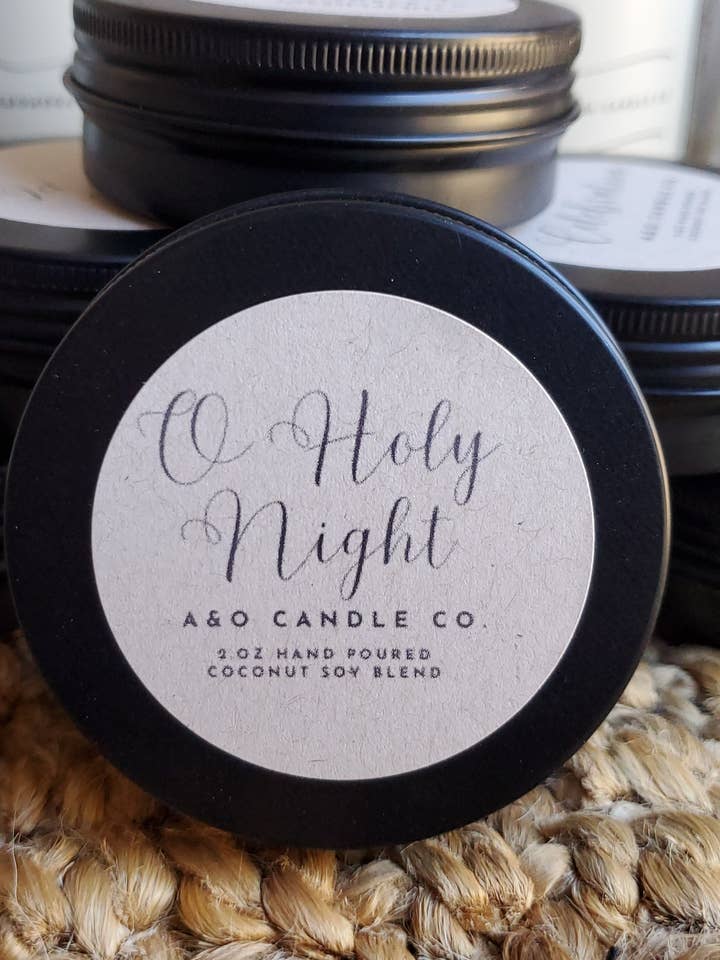 O Holy
Night
A&O CANDLE CO.
2.OZ HAND POURED
COCONUT SOY BLEND